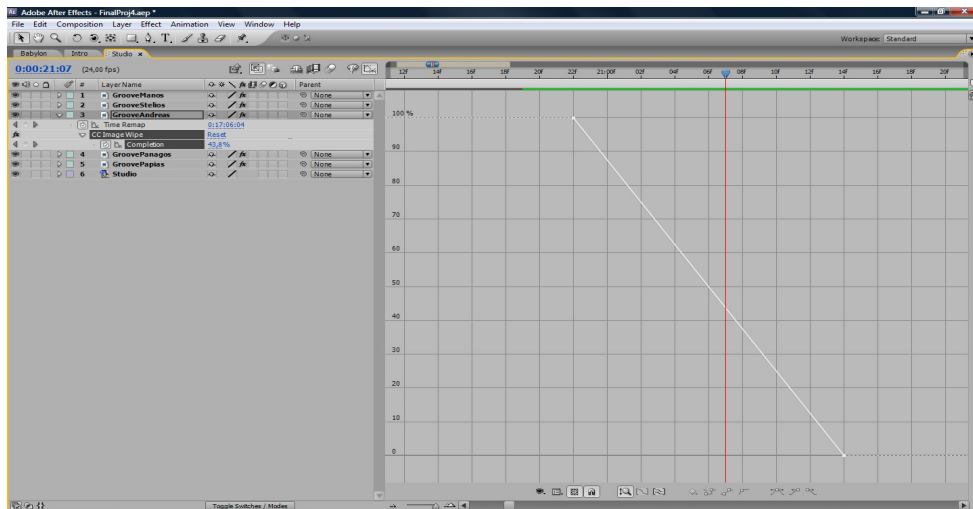 Adobe After Effects - FinalProj4.aep *
File Edit Composition Layer Effect Animation View Window Help
Workspace: Standard
Babylon Intro Studio
0:00:21:07 (24,00 fps)
# Layer Name Parent
1 GrooveManos None
2 GrooveStelios None
3 GrooveAndreas None
Time Remap 0:17:06:04
CC Image Wipe Reset
Completion 43,8%
4 GroovePanagos None
5 GroovePapias None
6 Studio None
12f 14f 16f 18f 20f 22f 21:00f 02f 04f 06f 08f 10f 12f 14f 16f 18f 20f
100 %
80
70
60
50
40
30
20
10
0
Toggle Switches / Modes